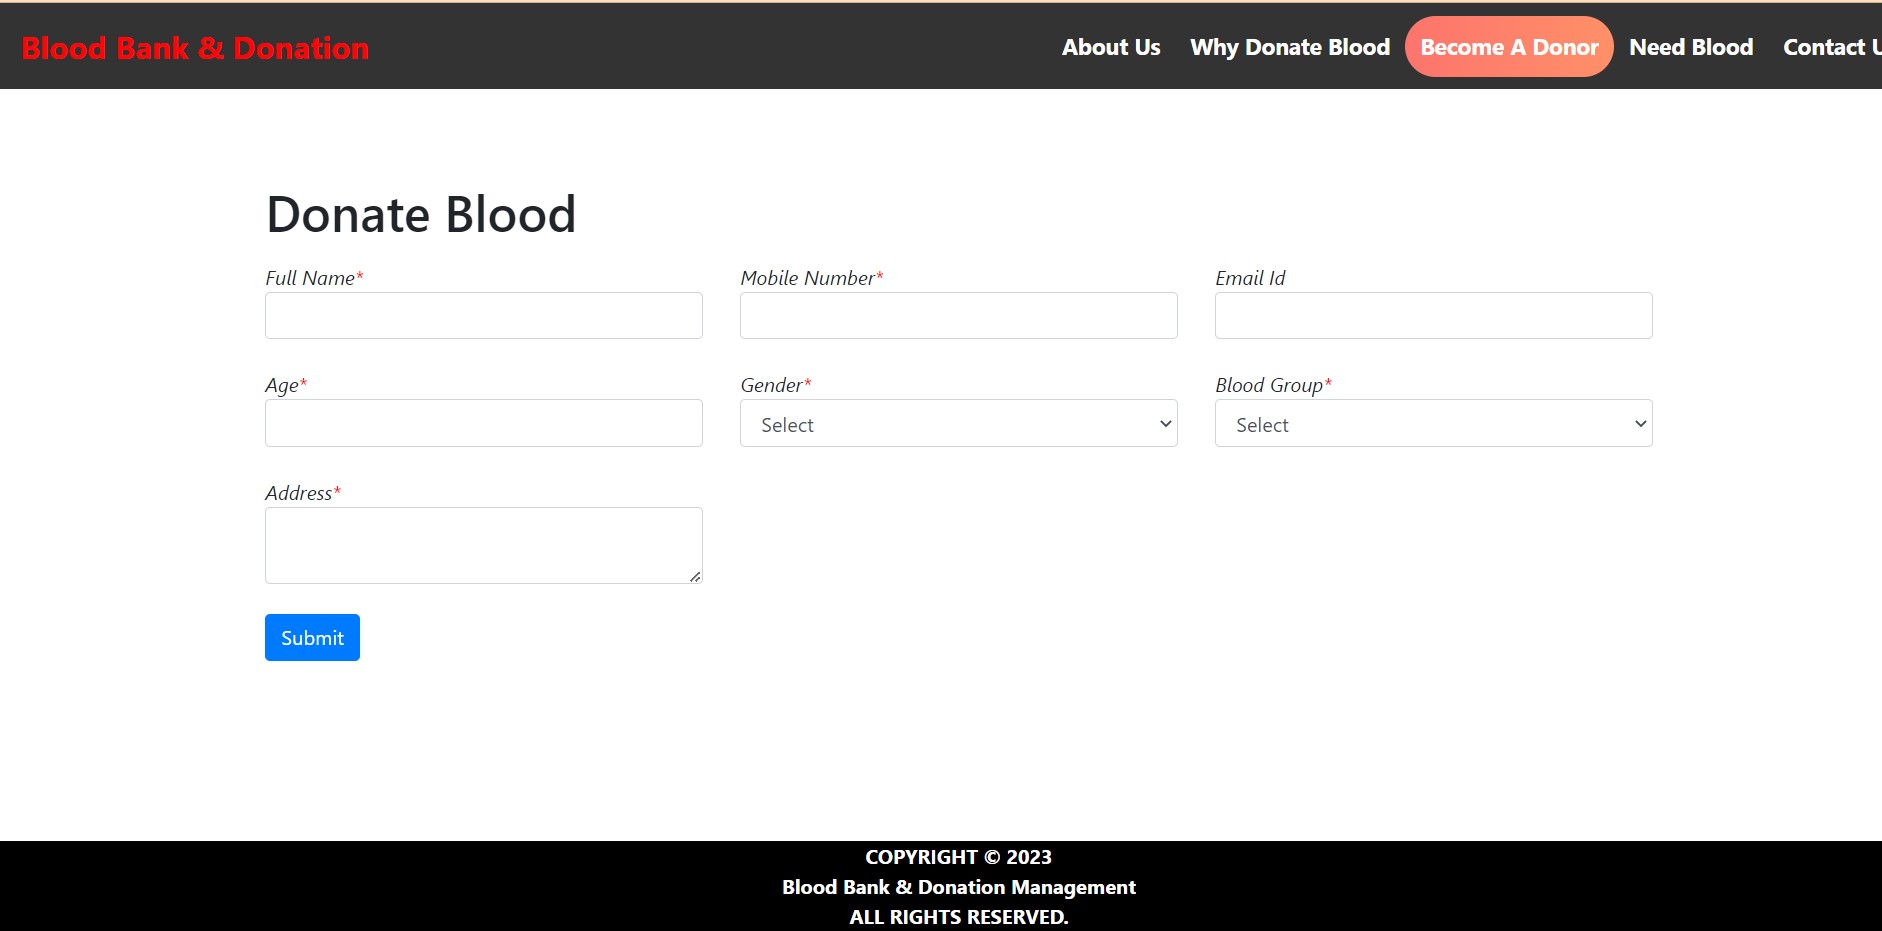 Blood Bank & Donation About Us Why Donate Blood Become A Donor Need Blood Contact U
Donate Blood
Full Name* Mobile Number* Email Id
Age* Gender* Blood Group*
Select Select
Address*
Submit
COPYRIGHT © 2023
Blood Bank & Donation Management
ALL RIGHTS RESERVED.